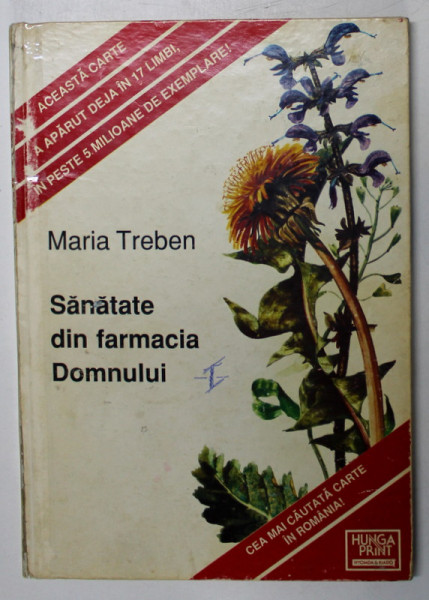 ACEASTĂ CARTE
A APĂRUT DEJA ÎN 17 LIMBI,
ÎN PESTE 5 MILIOANE DE EXEMPLARE!
Maria Treben
Sănătate
din farmacia
Domnului
I
CEA MAI CĂUTATĂ CARTE
ÎN ROMÂNIA!
HUNGA
PRINT